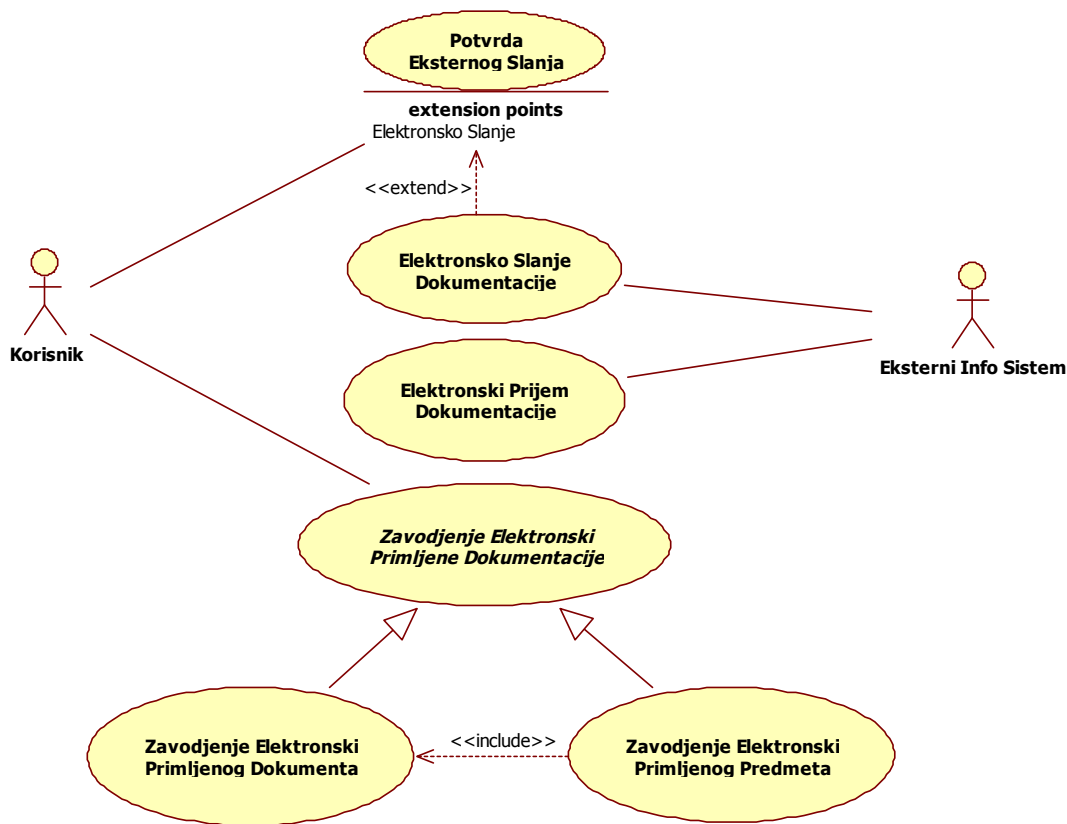 Potvrda
Eksternog Slanja
extension points
Elektronsko Slanje
<<extend>>
Elektronsko Slanje
Dokumentacije
Korisnik
Eksterni Info Sistem
Elektronski Prijem
Dokumentacije
Zavodjenje Elektronski
Primljene Dokumentacije
Zavodjenje Elektronski
Primljenog Dokumenta
<<include>>
Zavodjenje Elektronski
Primljenog Predmeta